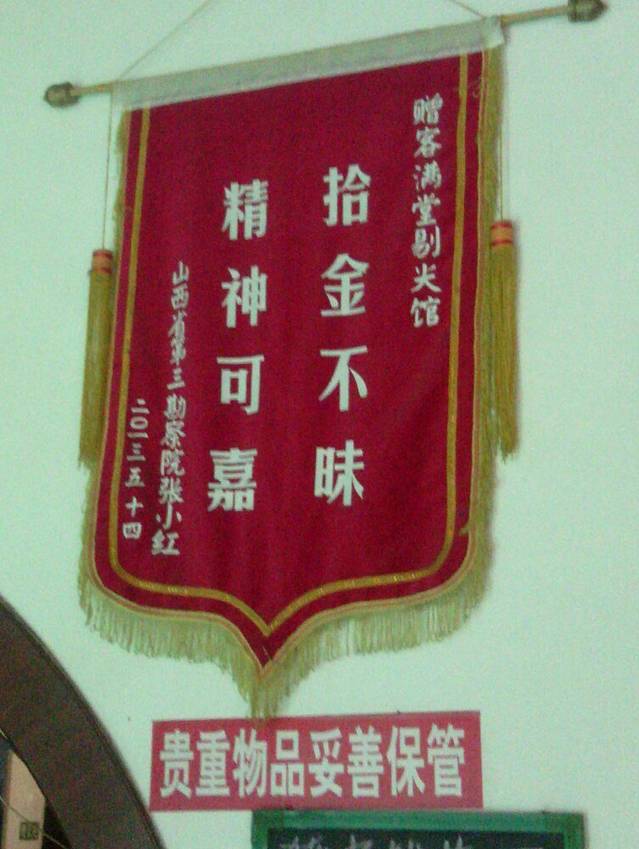 赠客满堂剔尖馆
拾金不昧
精神可嘉
山西省第三勘察院张小红
二〇一三五十四
贵重物品妥善保管